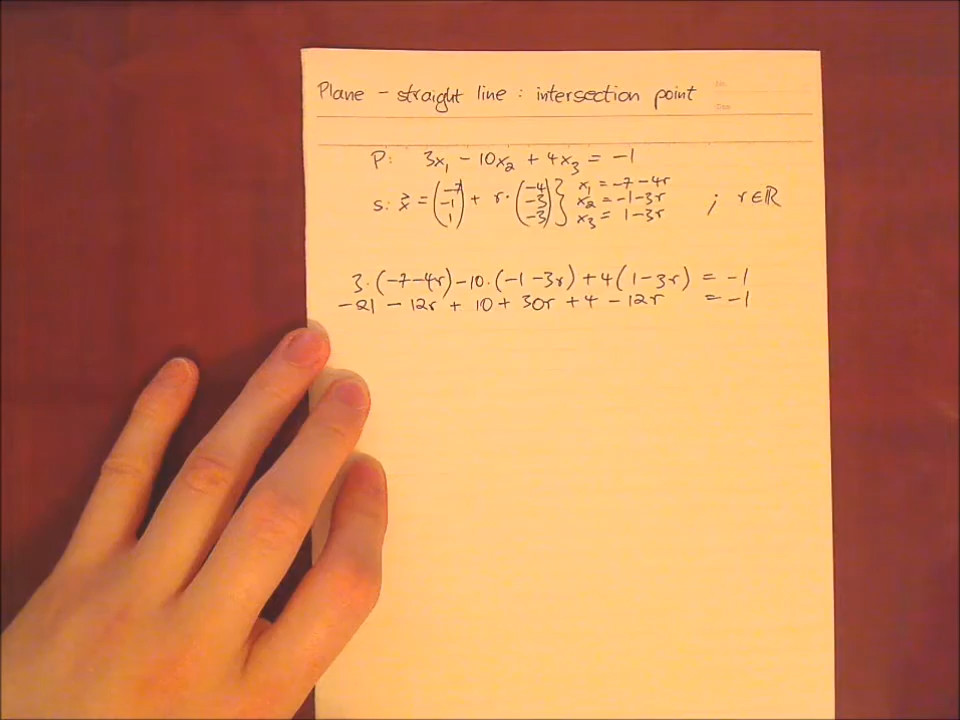 Plane - straight line : intersection point
No.
Date
P: 3x₁ - 10x₂ + 4x₃ = -1
s: x⃗ = (-7 -1 1) + r · (-4 -3 -3) } x₁ = -7 - 4r
x₂ = -1 - 3r ; r ∈ ℝ
x₃ = 1 - 3r
3 · (-7 - 4r) - 10 · (-1 - 3r) + 4 (1 - 3r) = -1
-21 - 12r + 10 + 30r + 4 - 12r = -1